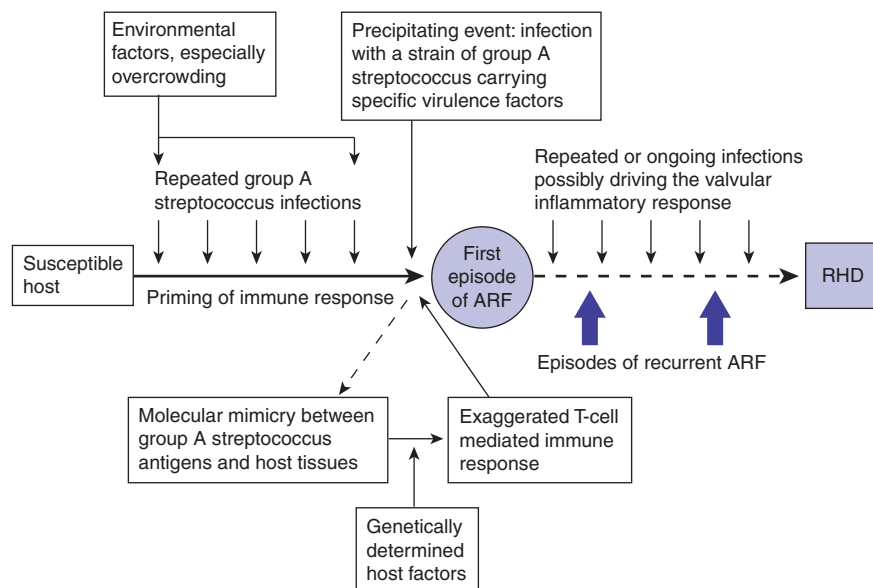 Environmental
factors, especially
overcrowding
Precipitating event: infection
with a strain of group A
streptococcus carrying
specific virulence factors
Repeated group A
streptococcus infections
Repeated or ongoing infections
possibly driving the valvular
inflammatory response
Susceptible
host
Priming of immune response
First
episode
of ARF
RHD
Episodes of recurrent ARF
Molecular mimicry between
group A streptococcus
antigens and host tissues
Exaggerated T-cell
mediated immune
response
Genetically
determined
host factors